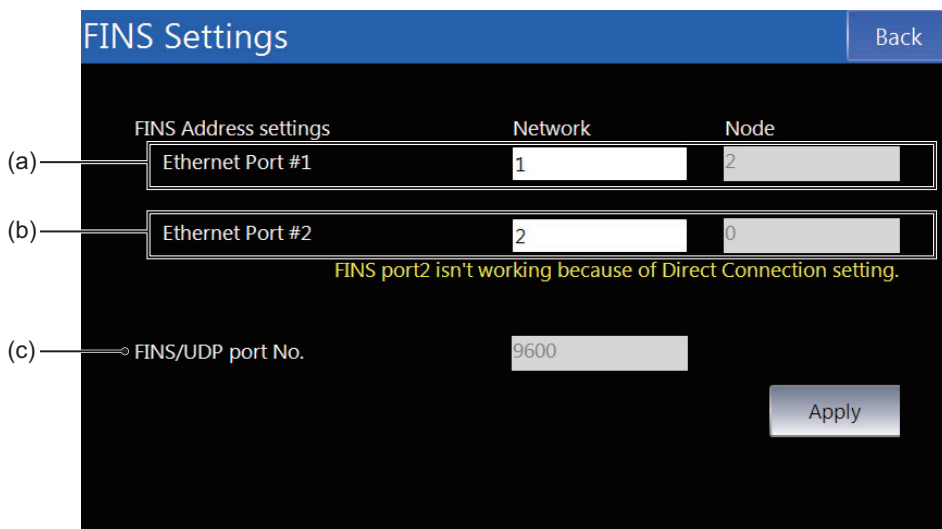 FINS Settings Back
FINS Address settings Network Node
(a) Ethernet Port #1 1 2
(b) Ethernet Port #2 2 0
FINS port2 isn't working because of Direct Connection setting.
(c) FINS/UDP port No. 9600
Apply